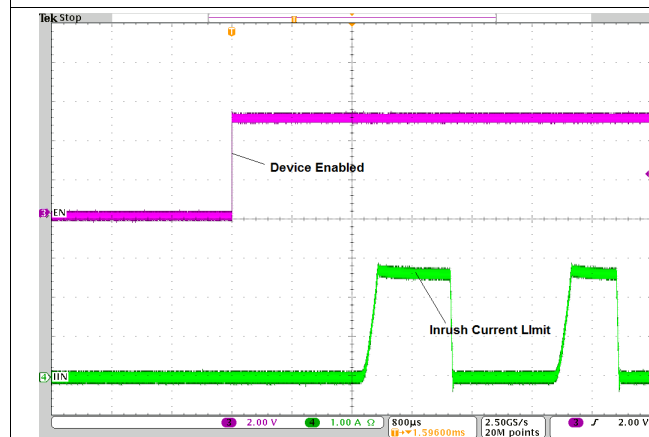 Tek Stop
T
T
Device Enabled
3 EN
Inrush Current LImit
4 IIN
3 2.00 V 4 1.00 A Ω 800µs 2.50GS/s 3 2.00 V
T→▼1.59600ms 20M points